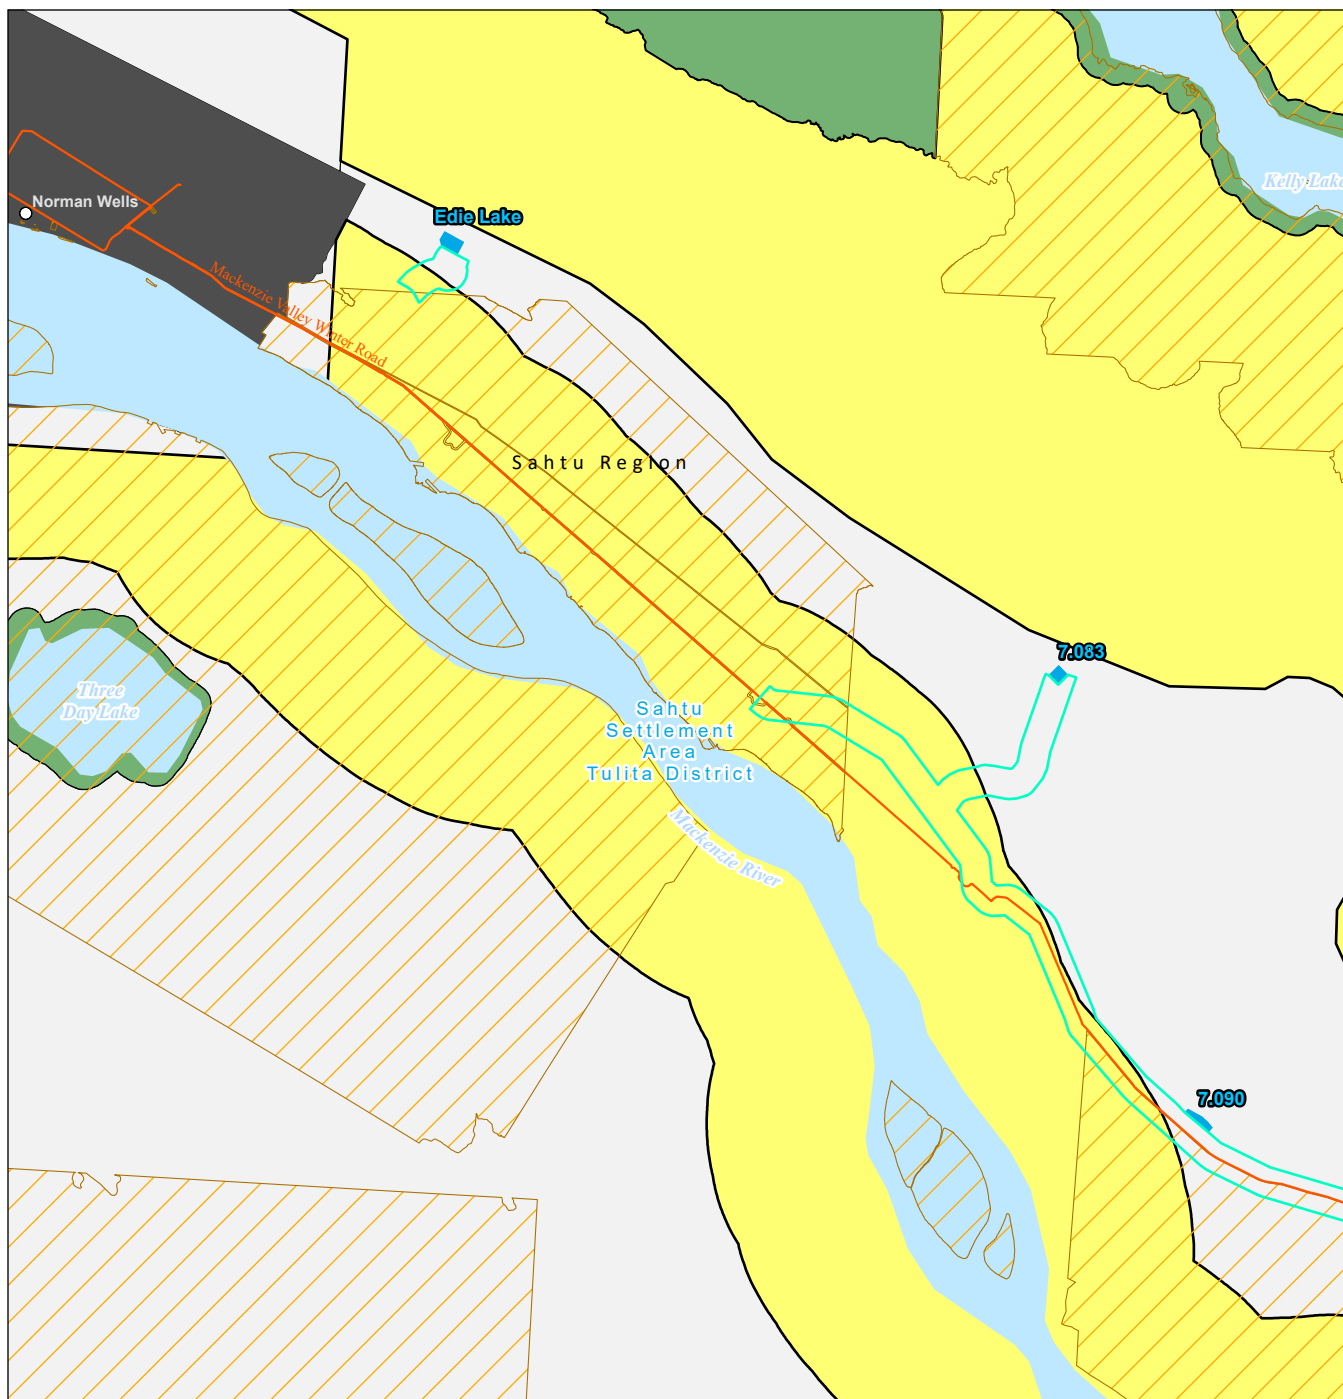 Kelly Lake
Norman Wells
Edie Lake
Mackenzie Valley Winter Road
Sahtu Region
7.083
Three
Day Lake
Sahtu
Settlement
Area
Tulita District
Mackenzie River
7.090